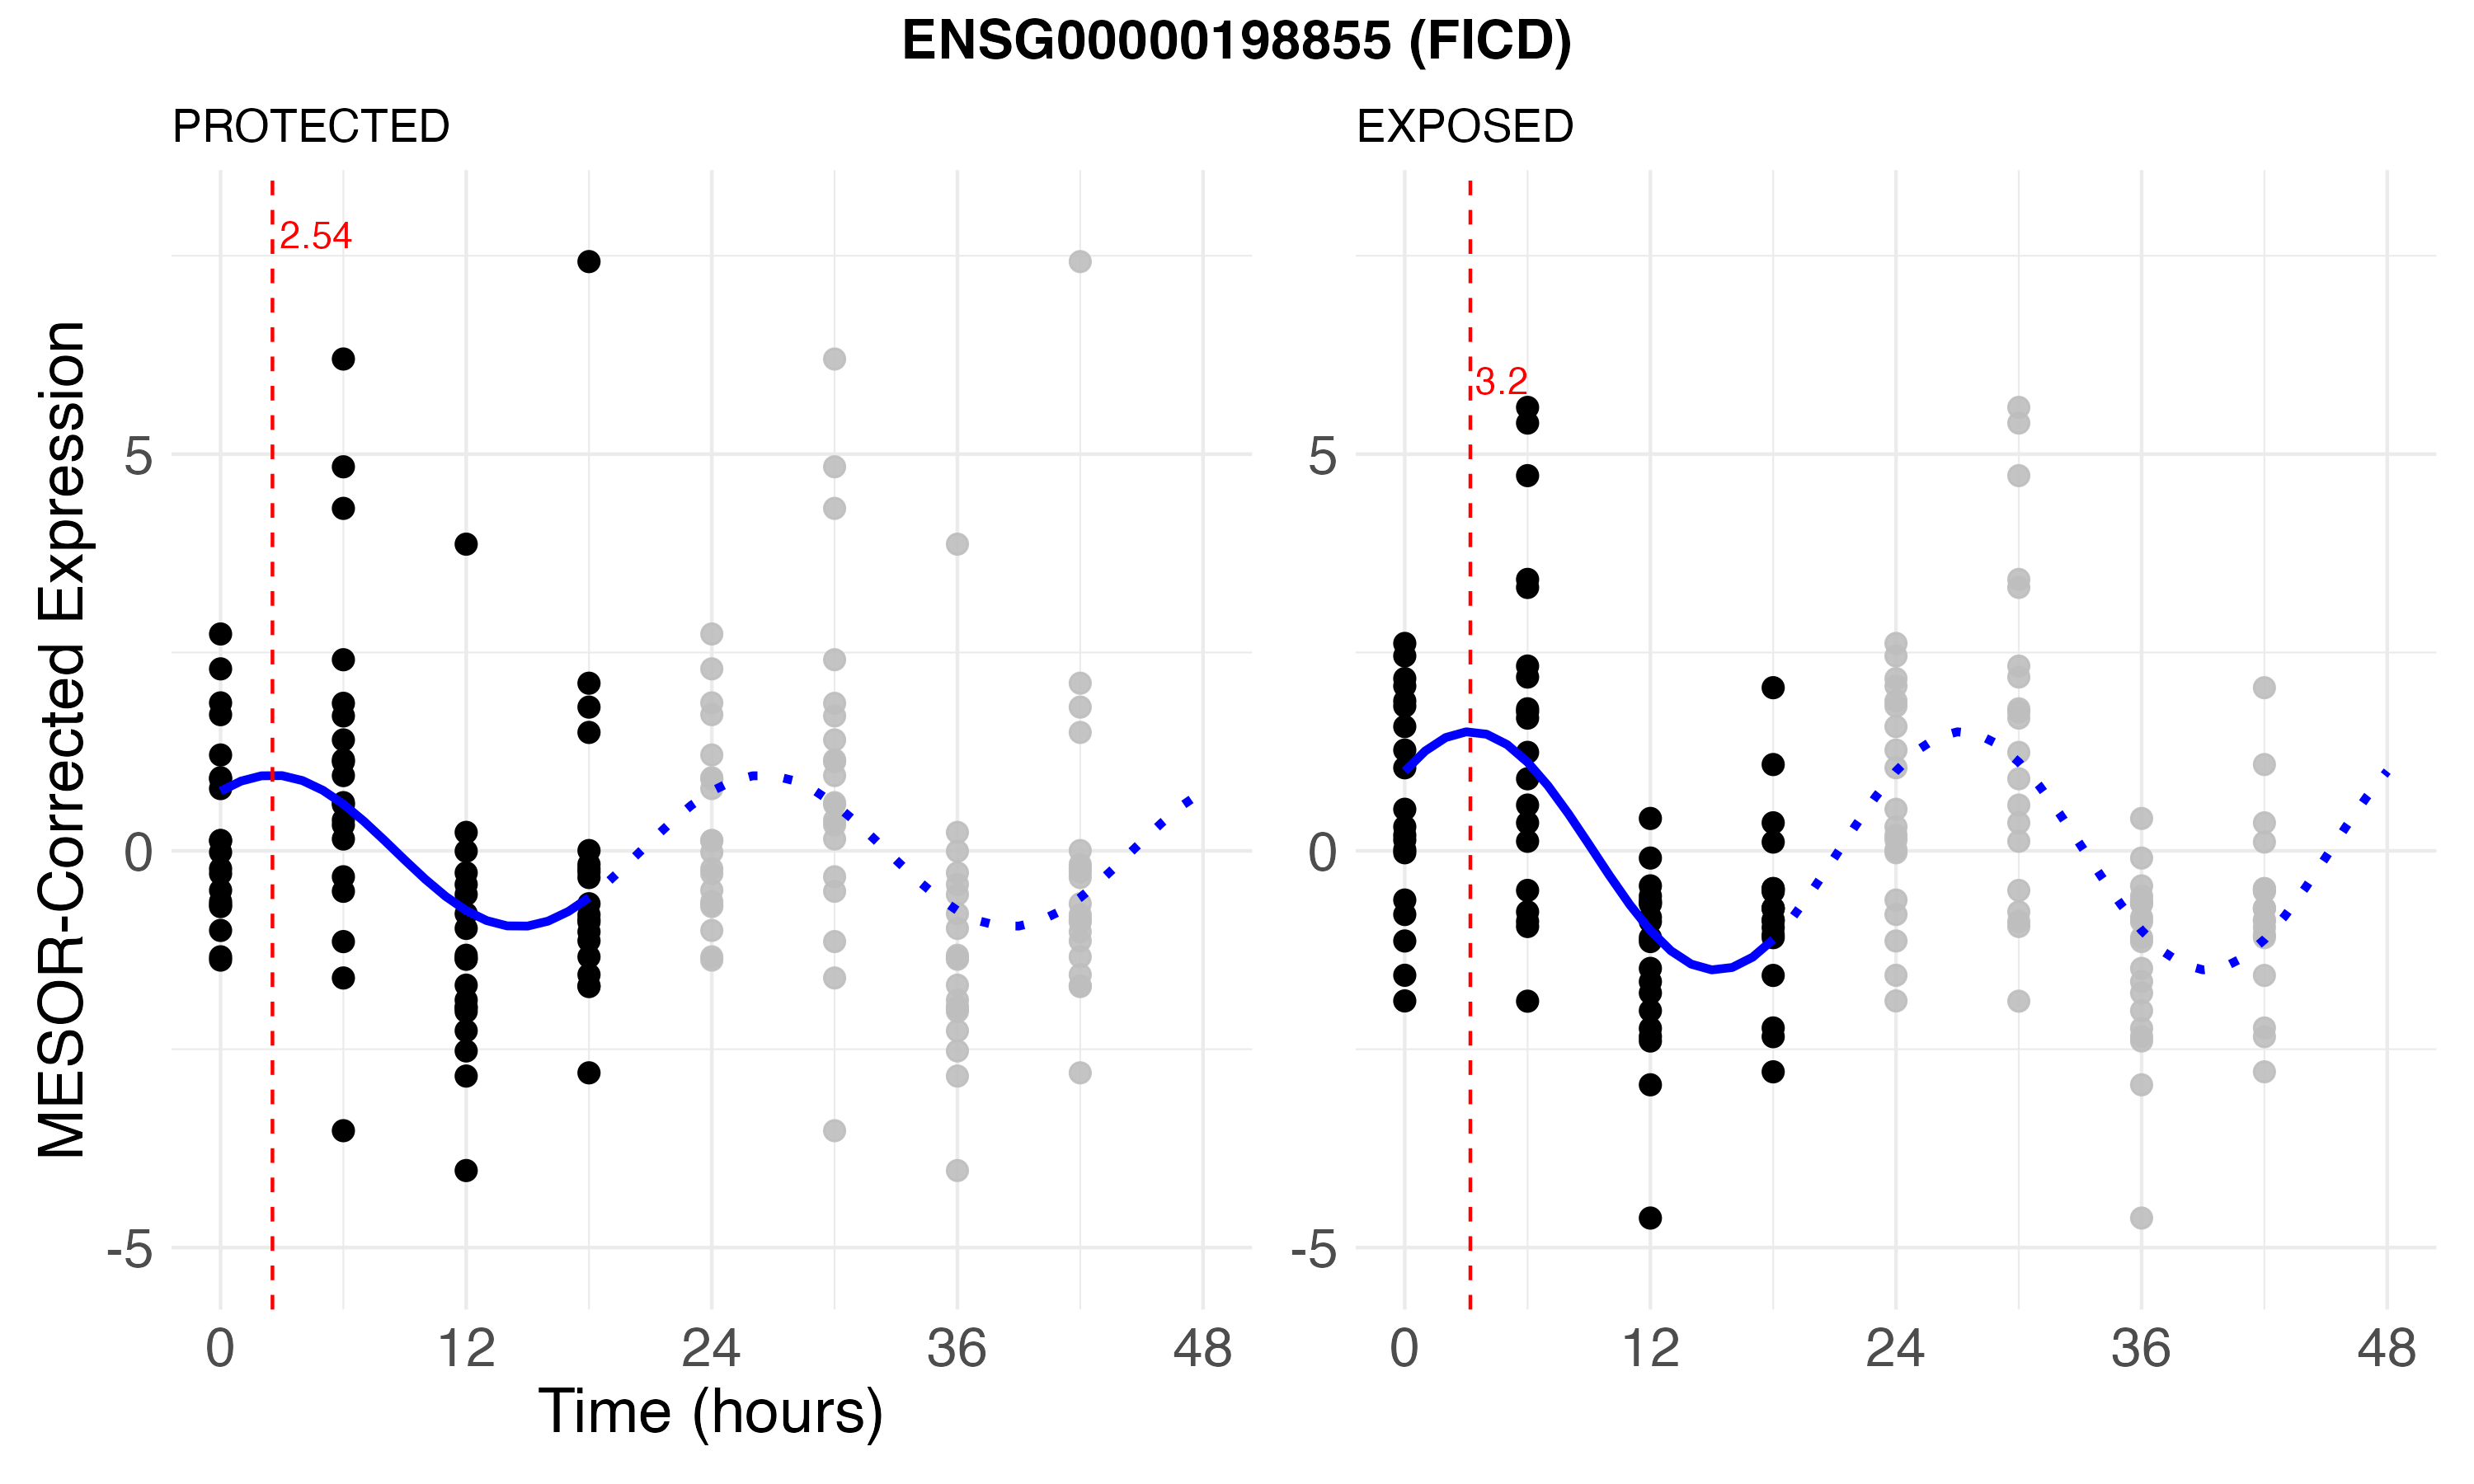 ENSG00000198855 (FICD)
PROTECTED
EXPOSED
2.54
3.2
MESOR-Corrected Expression
5
0
-5
5
0
-5
0 12 24 36 48
0 12 24 36 48
Time (hours)